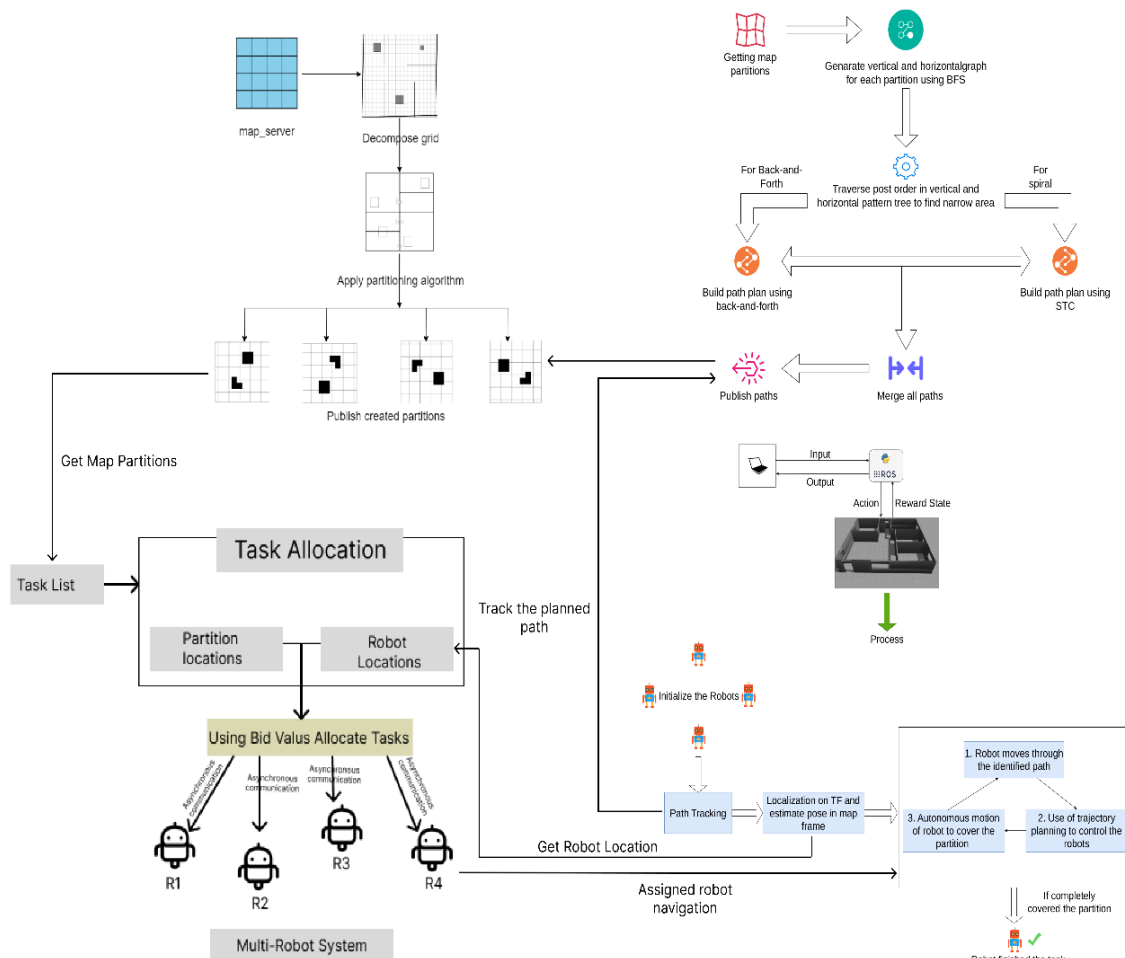 map_server
Decompose grid
Apply partitioning algorithm
Publish created partitions
Getting map
partitions
Genarate vertical and horizontalgraph
for each partition using BFS
For Back-and-
Forth
Traverse post order in vertical and
horizontal pattern tree to find narrow area
For
spiral
Build path plan using
back-and-forth
Build path plan using
STC
Publish paths
Merge all paths
Get Map Partitions
Input
Output
ROS
Action
Reward State
Process
Task List
Task Allocation
Partition
locations
Robot
Locations
Track the planned
path
Using Bid Valus Allocate Tasks
Asynchronous
communication
Asynchronous
communication
Asynchronous
communication
Asynchronous
communication
R1
R2
R3
R4
Multi-Robot System
Initialize the Robots
Path Tracking
Localization on TF and
estimate pose in map
frame
Get Robot Location
Assigned robot
navigation
1. Robot moves through
the identified path
3. Autonomous motion
of robot to cover the
partition
2. Use of trajectory
planning to control the
robots
If completely
covered the partition
Robot finished the task